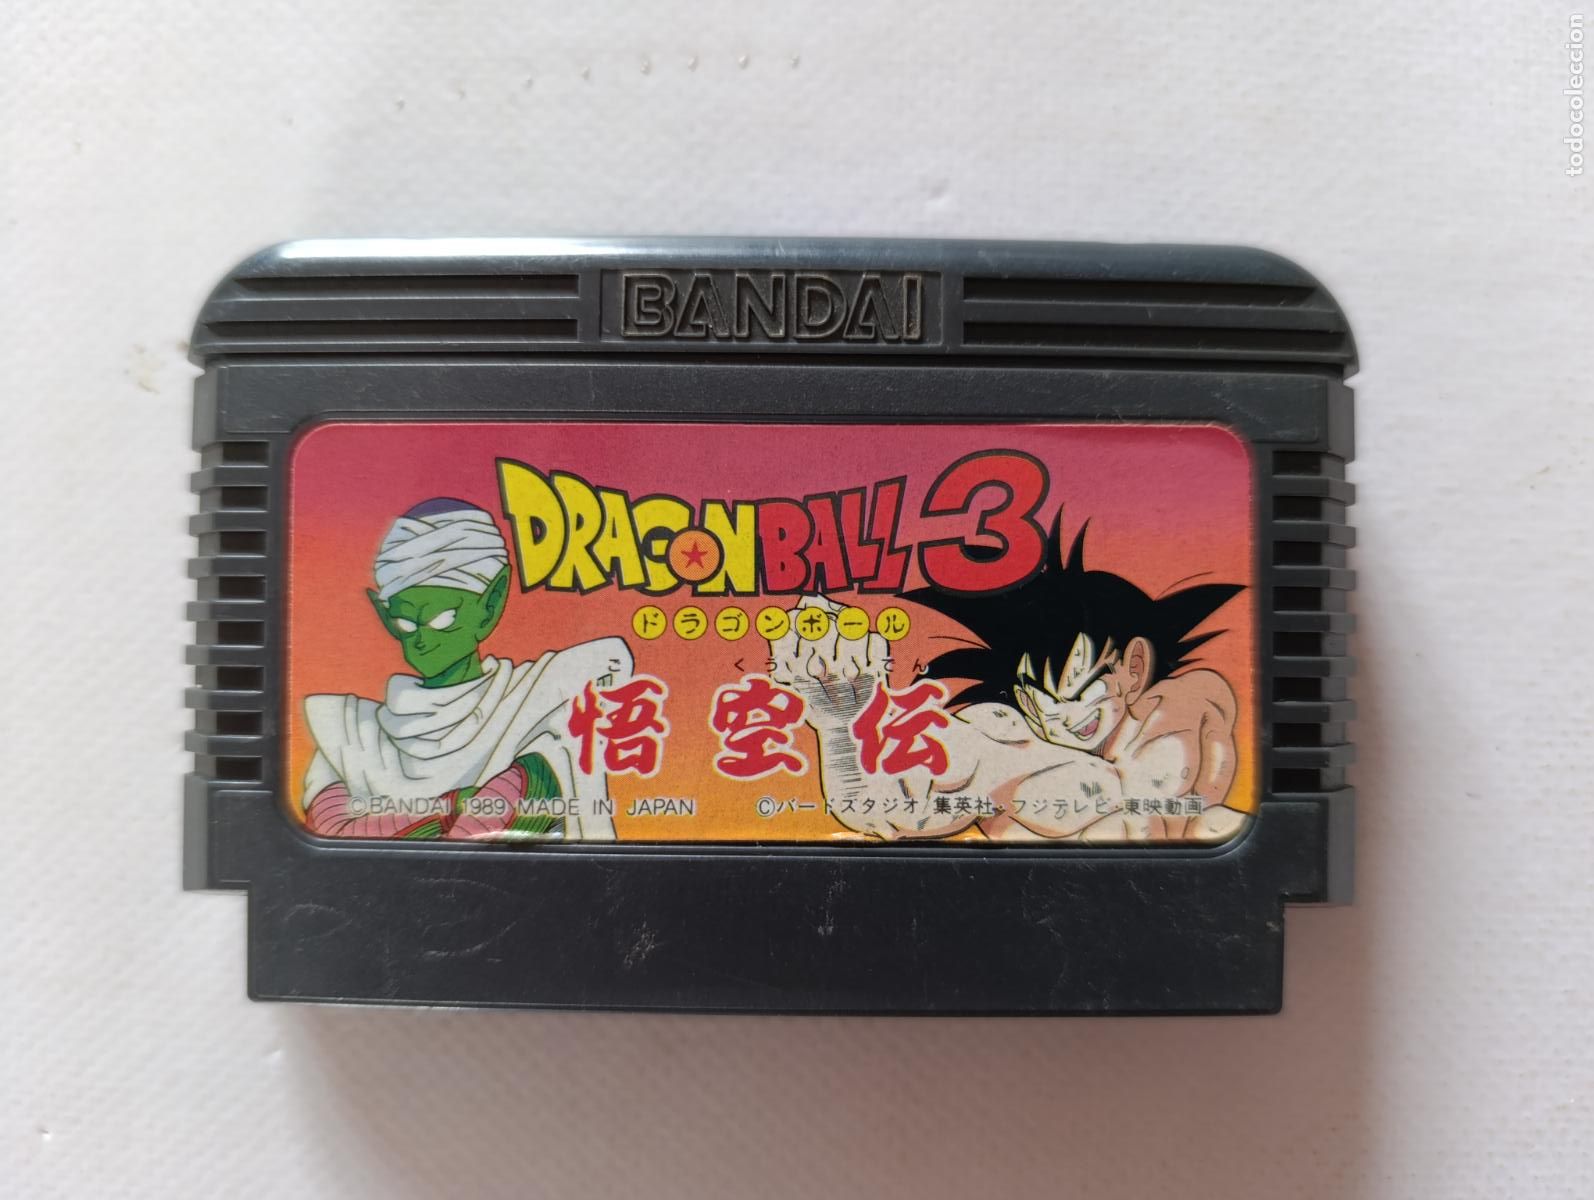 todocoleccion
BANDAI
DRAGON BALL 3
ドラゴンボール
ご くう でん
悟空伝
©BANDAI 1989 MADE IN JAPAN ©バードスタジオ/集英社・フジテレビ・東映動画